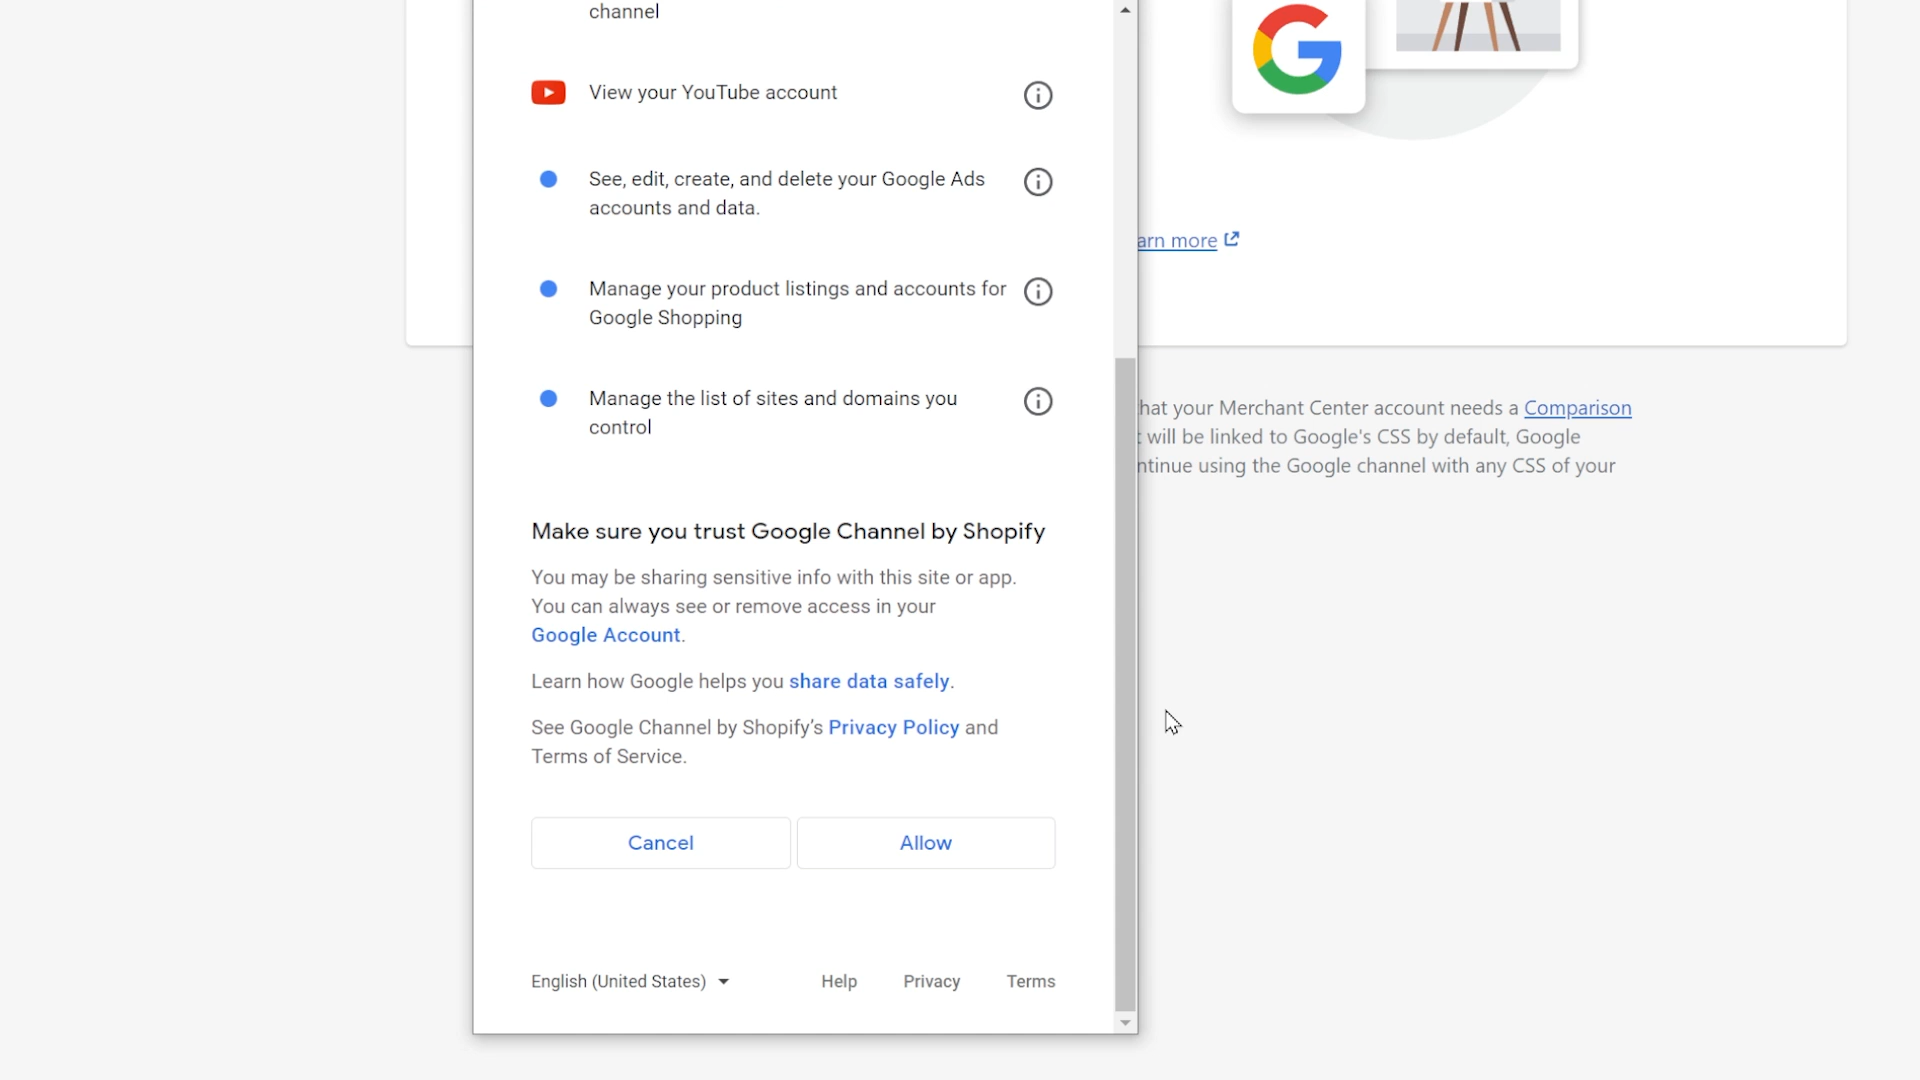 channel
View your YouTube account
See, edit, create, and delete your Google Ads
accounts and data.
arn more
Manage your product listings and accounts for
Google Shopping
Manage the list of sites and domains you
control
hat your Merchant Center account needs a Comparison
will be linked to Google's CSS by default, Google
ntinue using the Google channel with any CSS of your
Make sure you trust Google Channel by Shopify
You may be sharing sensitive info with this site or app.
You can always see or remove access in your
Google Account.
Learn how Google helps you share data safely.
See Google Channel by Shopify's Privacy Policy and
Terms of Service.
Cancel
Allow
English (United States)
Help
Privacy
Terms